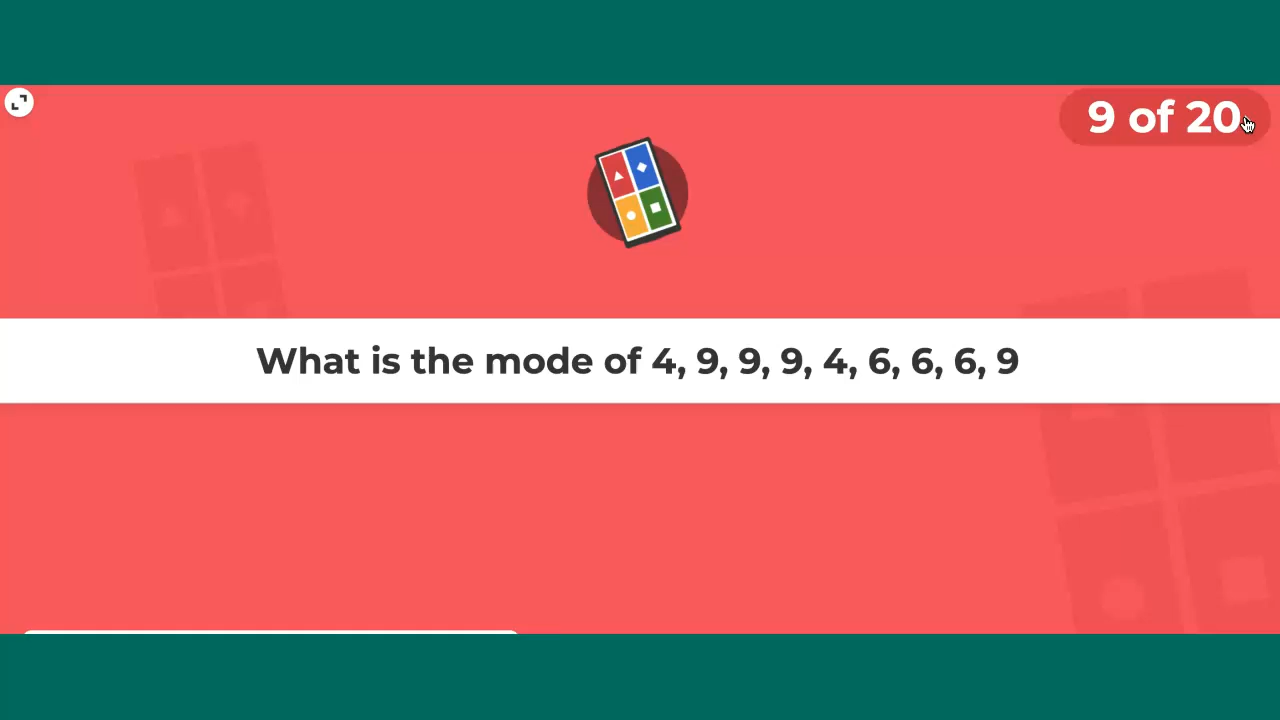 9 of 20
What is the mode of 4, 9, 9, 9, 4, 6, 6, 6, 9